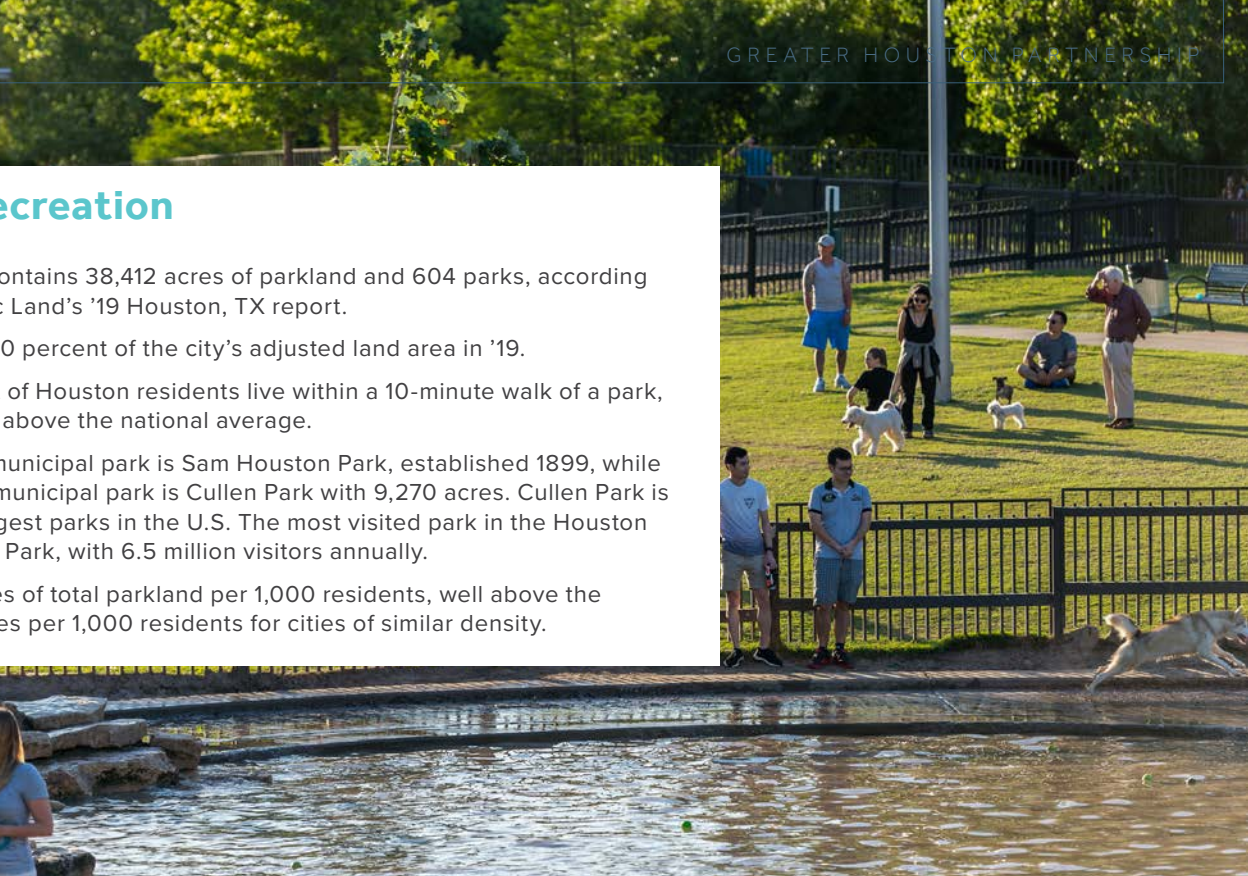 GREATER HOUSTON PARTNERSHIP
ecreation
ontains 38,412 acres of parkland and 604 parks, according
c Land’s ’19 Houston, TX report.
0 percent of the city’s adjusted land area in ’19.
of Houston residents live within a 10-minute walk of a park,
above the national average.
municipal park is Sam Houston Park, established 1899, while
municipal park is Cullen Park with 9,270 acres. Cullen Park is
gest parks in the U.S. The most visited park in the Houston
Park, with 6.5 million visitors annually.
es of total parkland per 1,000 residents, well above the
es per 1,000 residents for cities of similar density.